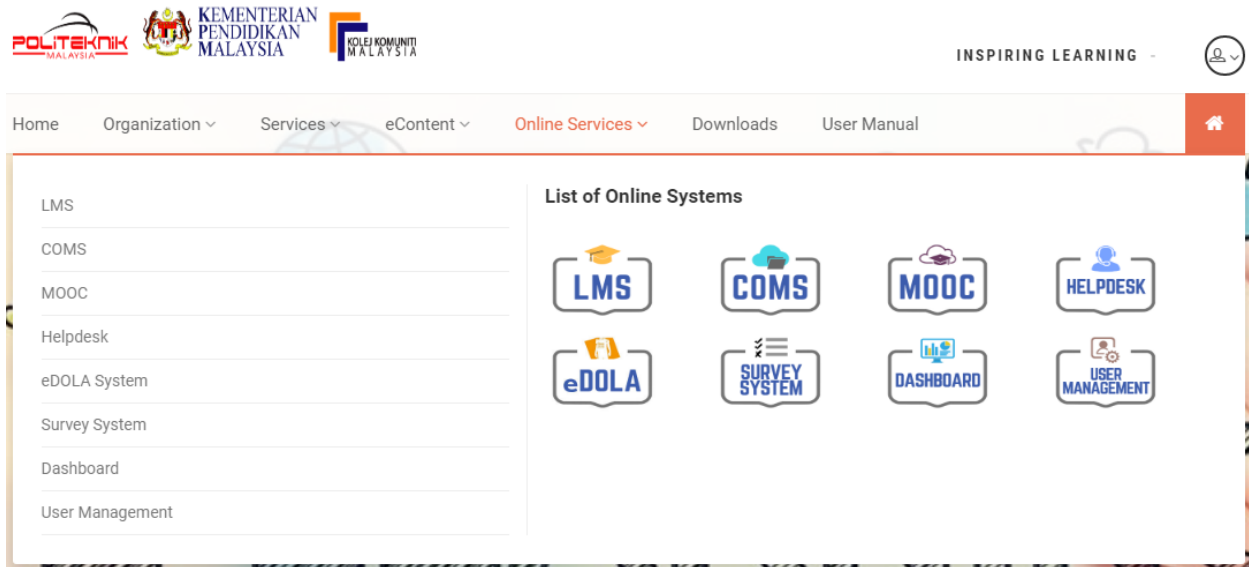 POLITEKNIK
MALAYSIA
KEMENTERIAN
PENDIDIKAN
MALAYSIA
KOLEJ KOMUNITI
MALAYSIA
INSPIRING LEARNING -
Home Organization Services eContent Online Services Downloads User Manual
LMS
COMS
MOOC
Helpdesk
eDOLA System
Survey System
Dashboard
User Management
List of Online Systems
LMS COMS MOOC HELPDESK
eDOLA SURVEY SYSTEM DASHBOARD USER MANAGEMENT